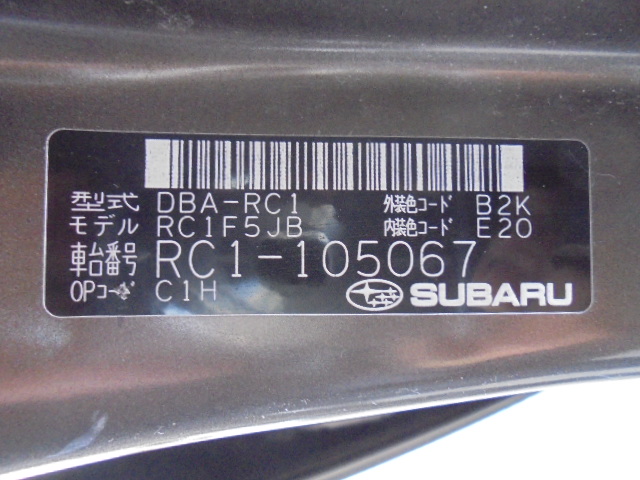 型式 DBA-RC1 外装色コード B2K
モデル RC1F5JB 内装色コード E20
車台番号 RC1-105067
OPコード C1H SUBARU